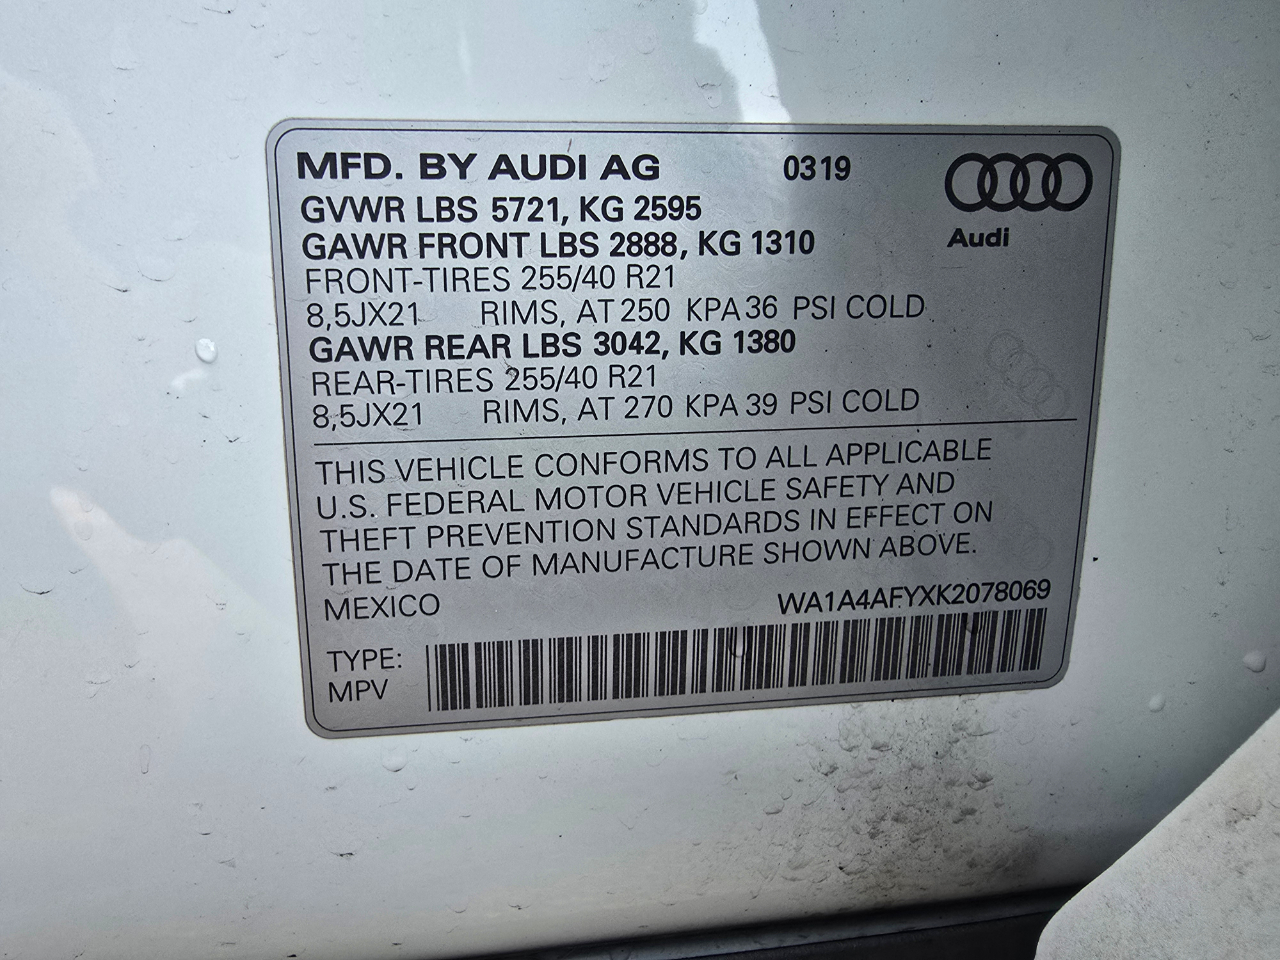 MFD. BY AUDI AG 0319
Audi
GVWR LBS 5721, KG 2595
GAWR FRONT LBS 2888, KG 1310
FRONT-TIRES 255/40 R21
8,5JX21 RIMS, AT 250 KPA 36 PSI COLD
GAWR REAR LBS 3042, KG 1380
REAR-TIRES 255/40 R21
8,5JX21 RIMS, AT 270 KPA 39 PSI COLD
THIS VEHICLE CONFORMS TO ALL APPLICABLE
U.S. FEDERAL MOTOR VEHICLE SAFETY AND
THEFT PREVENTION STANDARDS IN EFFECT ON
THE DATE OF MANUFACTURE SHOWN ABOVE.
MEXICO WA1A4AFYXK2078069
TYPE:
MPV